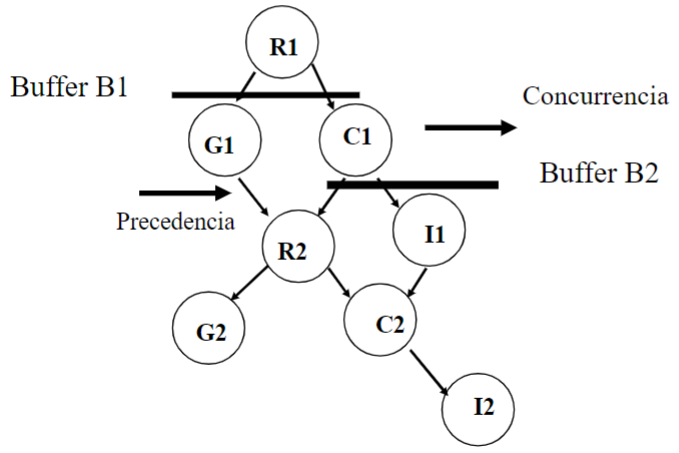 R1
Buffer B1
Concurrencia
G1
C1
Buffer B2
Precedencia
R2
I1
G2
C2
I2